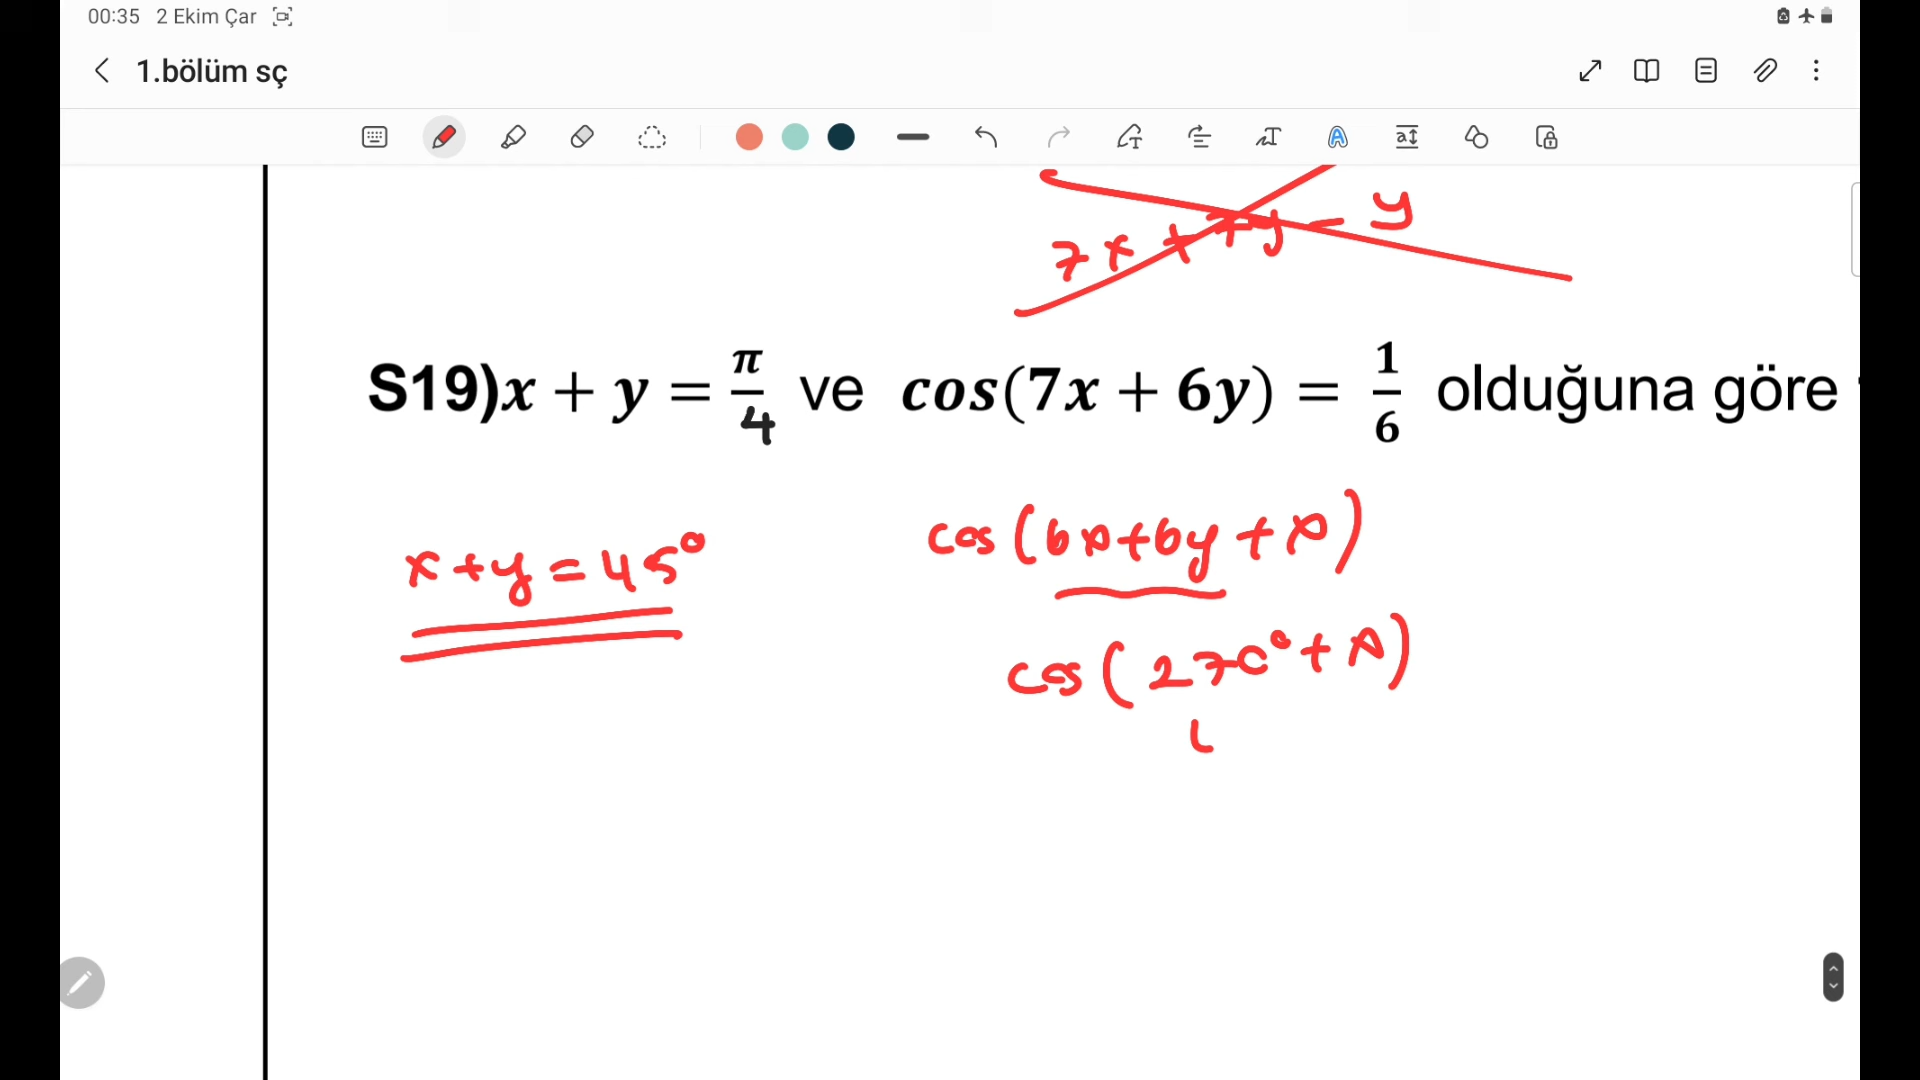 00:35 2 Ekim Çar
1.bölüm sç
7x + 7y - y
S19)x + y = π/4 ve cos(7x + 6y) = 1/6 olduğuna göre
x + y = 45°
cos(6x+6y+x)
cos(270°+x)